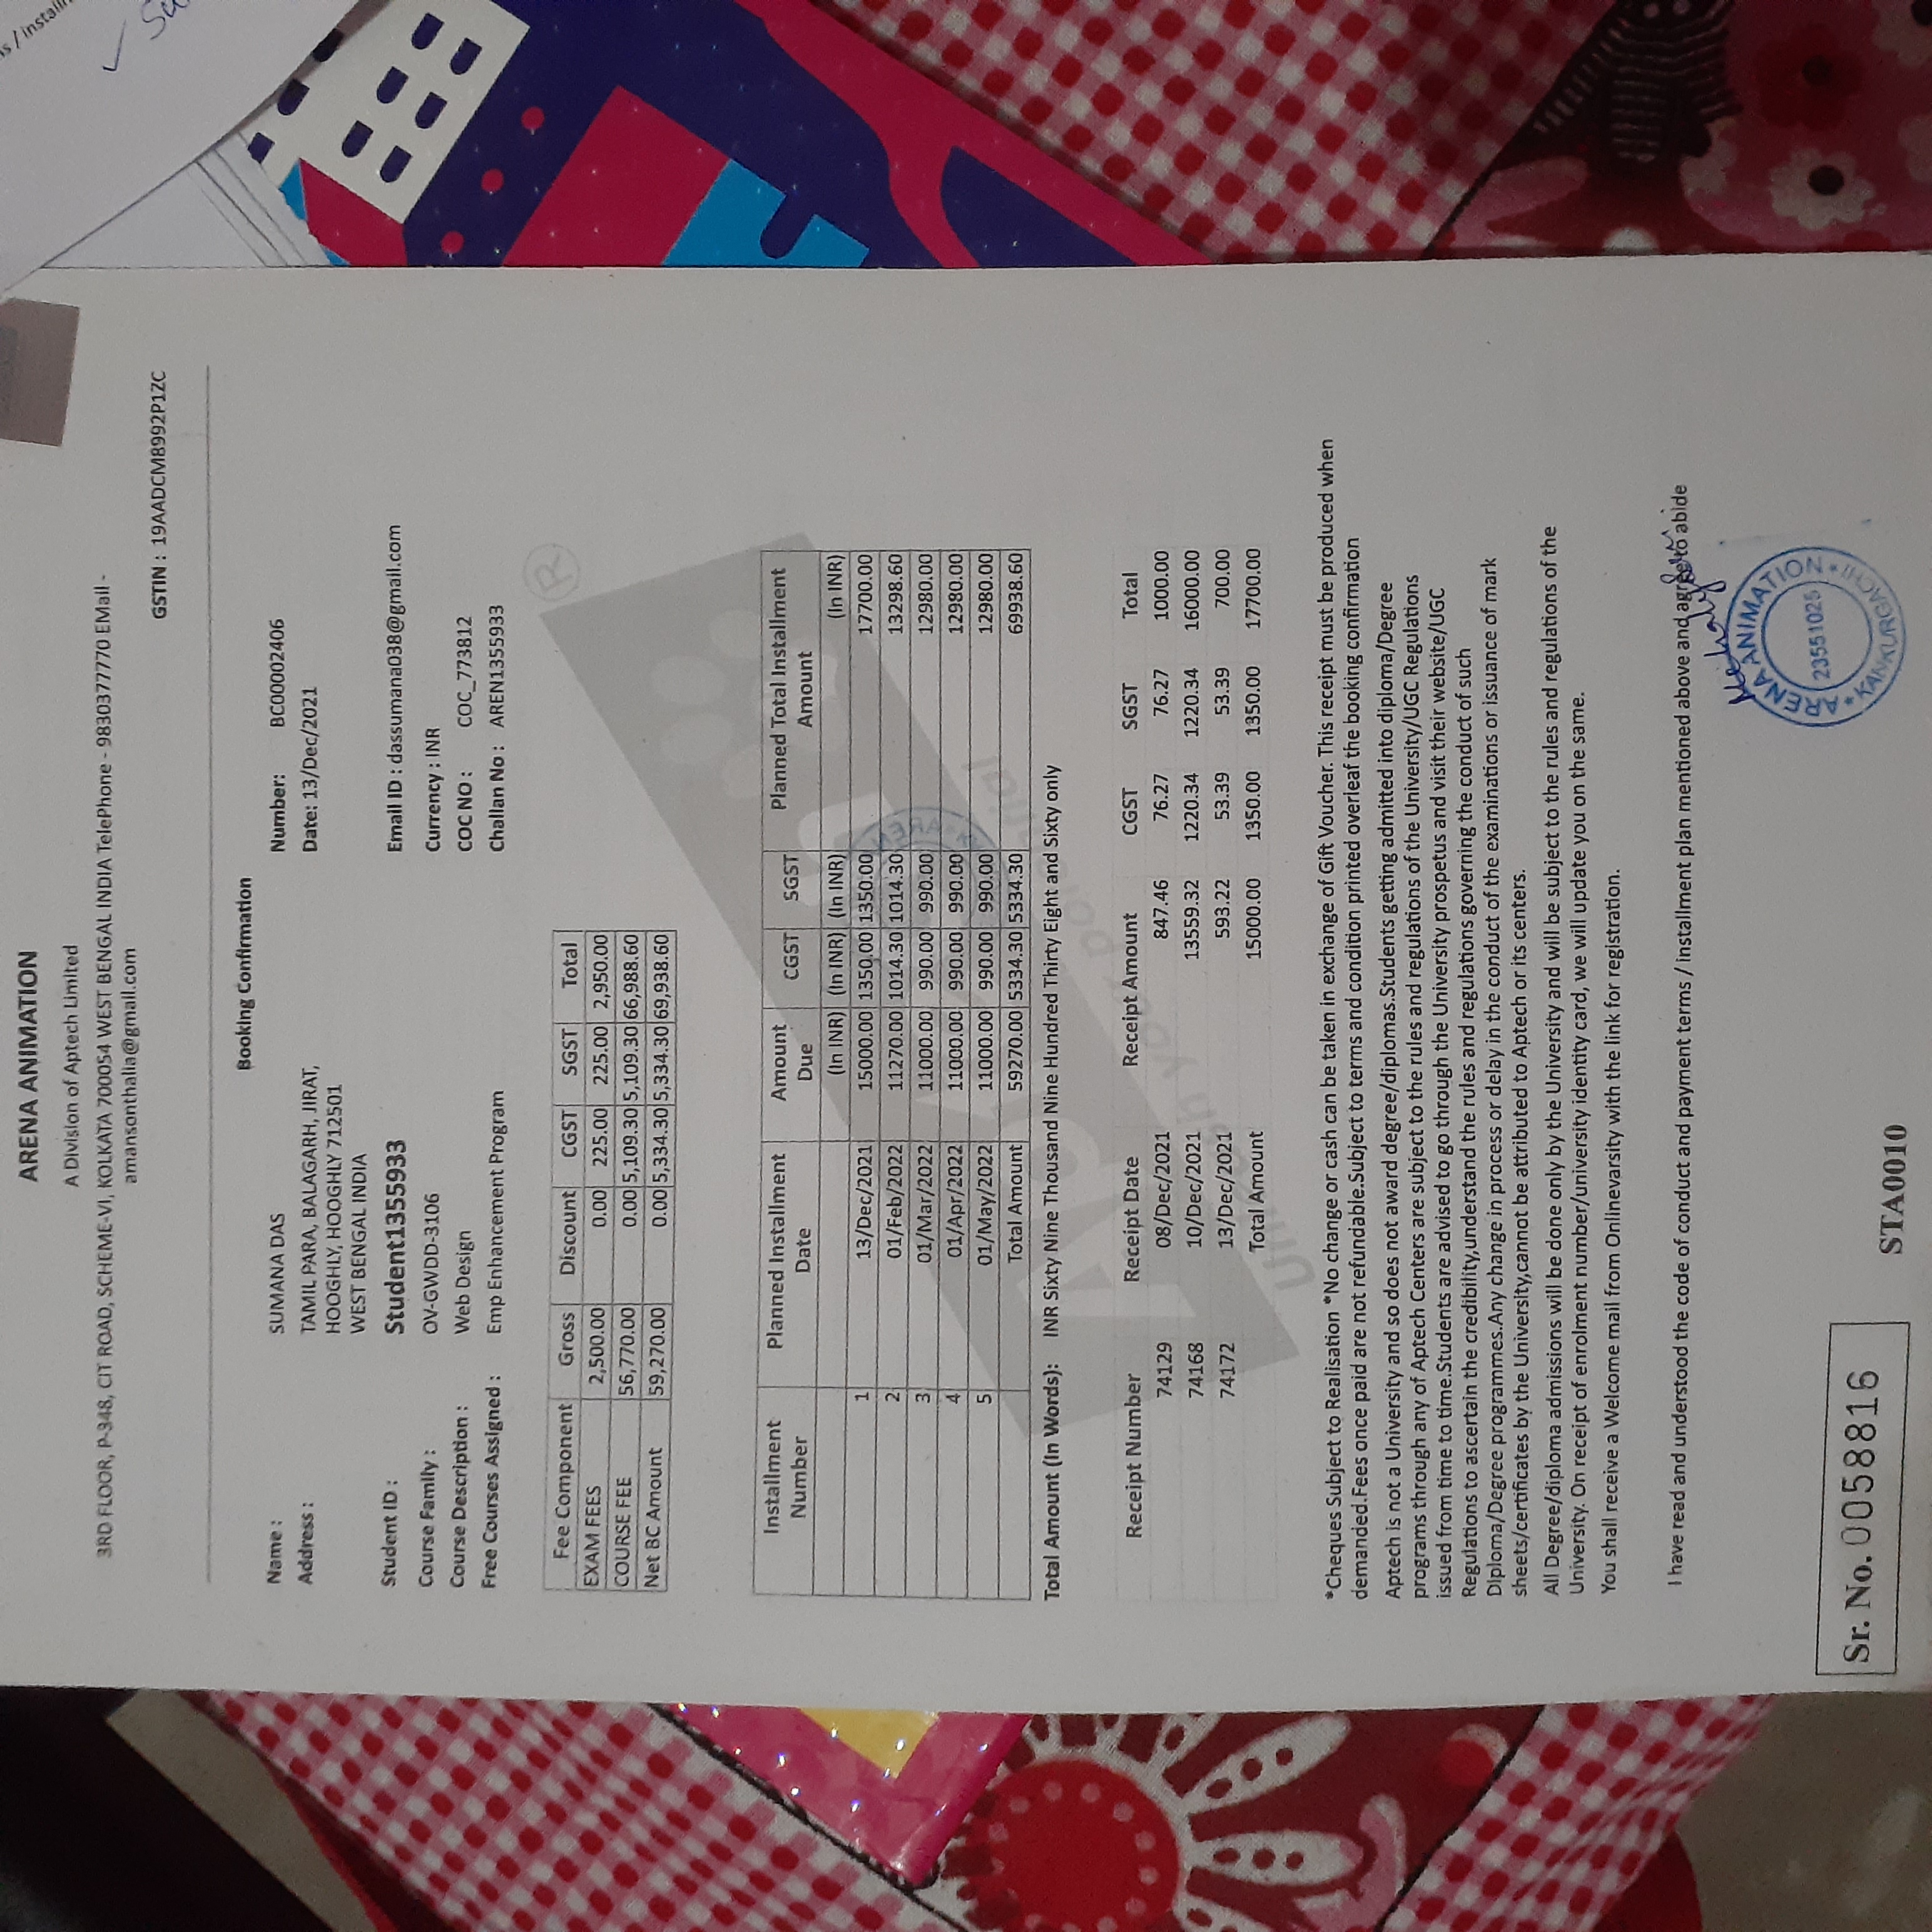 ARENA ANIMATION
A Division of Aptech Limited
3RD FLOOR, P-348, CIT ROAD, SCHEME-VI, KOLKATA 700054 WEST BENGAL INDIA TelePhone - 9830377770 EMail -
amansonthalia@gmail.com
GSTIN : 19AADCM8992P1ZC
Booking Confirmation
Name : SUMANA DAS Number: BC00002406
Address : TAMIL PARA, BALAGARH, JIRAT, Date: 13/Dec/2021
HOOGHLY, HOOGHLY 712501
WEST BENGAL INDIA
Student ID : Student1355933 Email ID : dassumana038@gmail.com
Course Family : OV-GWDD-3106 Currency : INR
Course Description : Web Design COC NO : COC_773812
Free Courses Assigned : Emp Enhancement Program Challan No : AREN1355933
Fee Component Gross Discount CGST SGST Total
EXAM FEES 2,500.00 0.00 225.00 225.00 2,950.00
COURSE FEE 56,770.00 0.00 5,109.30 5,109.30 66,988.60
Net BC Amount 59,270.00 0.00 5,334.30 5,334.30 69,938.60
Installment Planned Installment Amount CGST SGST Planned Total Installment
Number Date Due Amount
(In INR) (In INR) (In INR) (In INR)
1 13/Dec/2021 15000.00 1350.00 1350.00 17700.00
2 01/Feb/2022 11270.00 1014.30 1014.30 13298.60
3 01/Mar/2022 11000.00 990.00 990.00 12980.00
4 01/Apr/2022 11000.00 990.00 990.00 12980.00
5 01/May/2022 11000.00 990.00 990.00 12980.00
Total Amount 59270.00 5334.30 5334.30 69938.60
Total Amount (In Words): INR Sixty Nine Thousand Nine Hundred Thirty Eight and Sixty only
Receipt Number Receipt Date Receipt Amount CGST SGST Total
74129 08/Dec/2021 847.46 76.27 76.27 1000.00
74168 10/Dec/2021 13559.32 1220.34 1220.34 16000.00
74172 13/Dec/2021 593.22 53.39 53.39 700.00
Total Amount 15000.00 1350.00 1350.00 17700.00
*Cheques Subject to Realisation *No change or cash can be taken in exchange of Gift Voucher. This receipt must be produced when
demanded.Fees once paid are not refundable.Subject to terms and condition printed overleaf the booking confirmation
Aptech is not a University and so does not award degree/diplomas.Students getting admitted into diploma/Degree
programs through any of Aptech Centers are subject to the rules and regulations of the University/UGC Regulations
issued from time to time.Students are advised to go through the University prospetus and visit their website/UGC
Regulations to ascertain the credibility,understand the rules and regulations governing the conduct of such
Diploma/Degree programmes.Any change in process or delay in the conduct of the examinations or issuance of mark
sheets/certificates by the University,cannot be attributed to Aptech or its centers.
All Degree/diploma admissions will be done only by the University and will be subject to the rules and regulations of the
University. On receipt of enrolment number/university identity card, we will update you on the same.
You shall receive a Welcome mail from Onlinevarsity with the link for registration.
I have read and understood the code of conduct and payment terms / installment plan mentioned above and agree to abide
ARENA ANIMATION
23551025
KANKURGACHI
Sr. No. 0058816
STA0010